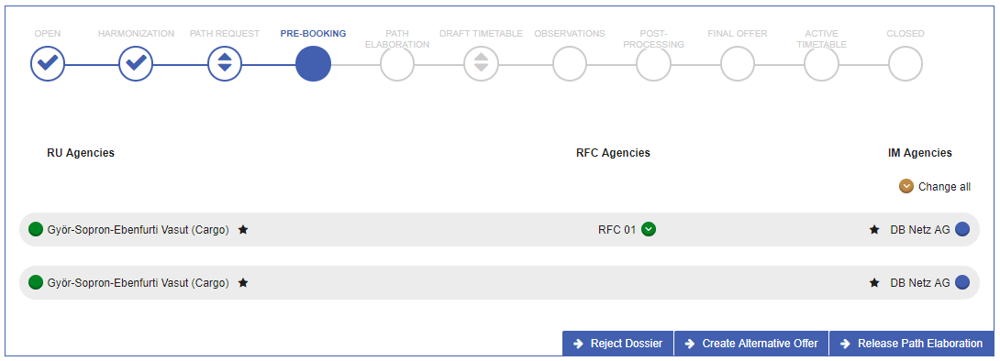 OPEN HARMONIZATION PATH REQUEST PRE-BOOKING PATH ELABORATION DRAFT TIMETABLE OBSERVATIONS POST-PROCESSING FINAL OFFER ACTIVE TIMETABLE CLOSED
RU Agencies RFC Agencies IM Agencies
Change all
Györ-Sopron-Ebenfurti Vasut (Cargo) RFC 01 DB Netz AG
Györ-Sopron-Ebenfurti Vasut (Cargo) DB Netz AG
Reject Dossier Create Alternative Offer Release Path Elaboration